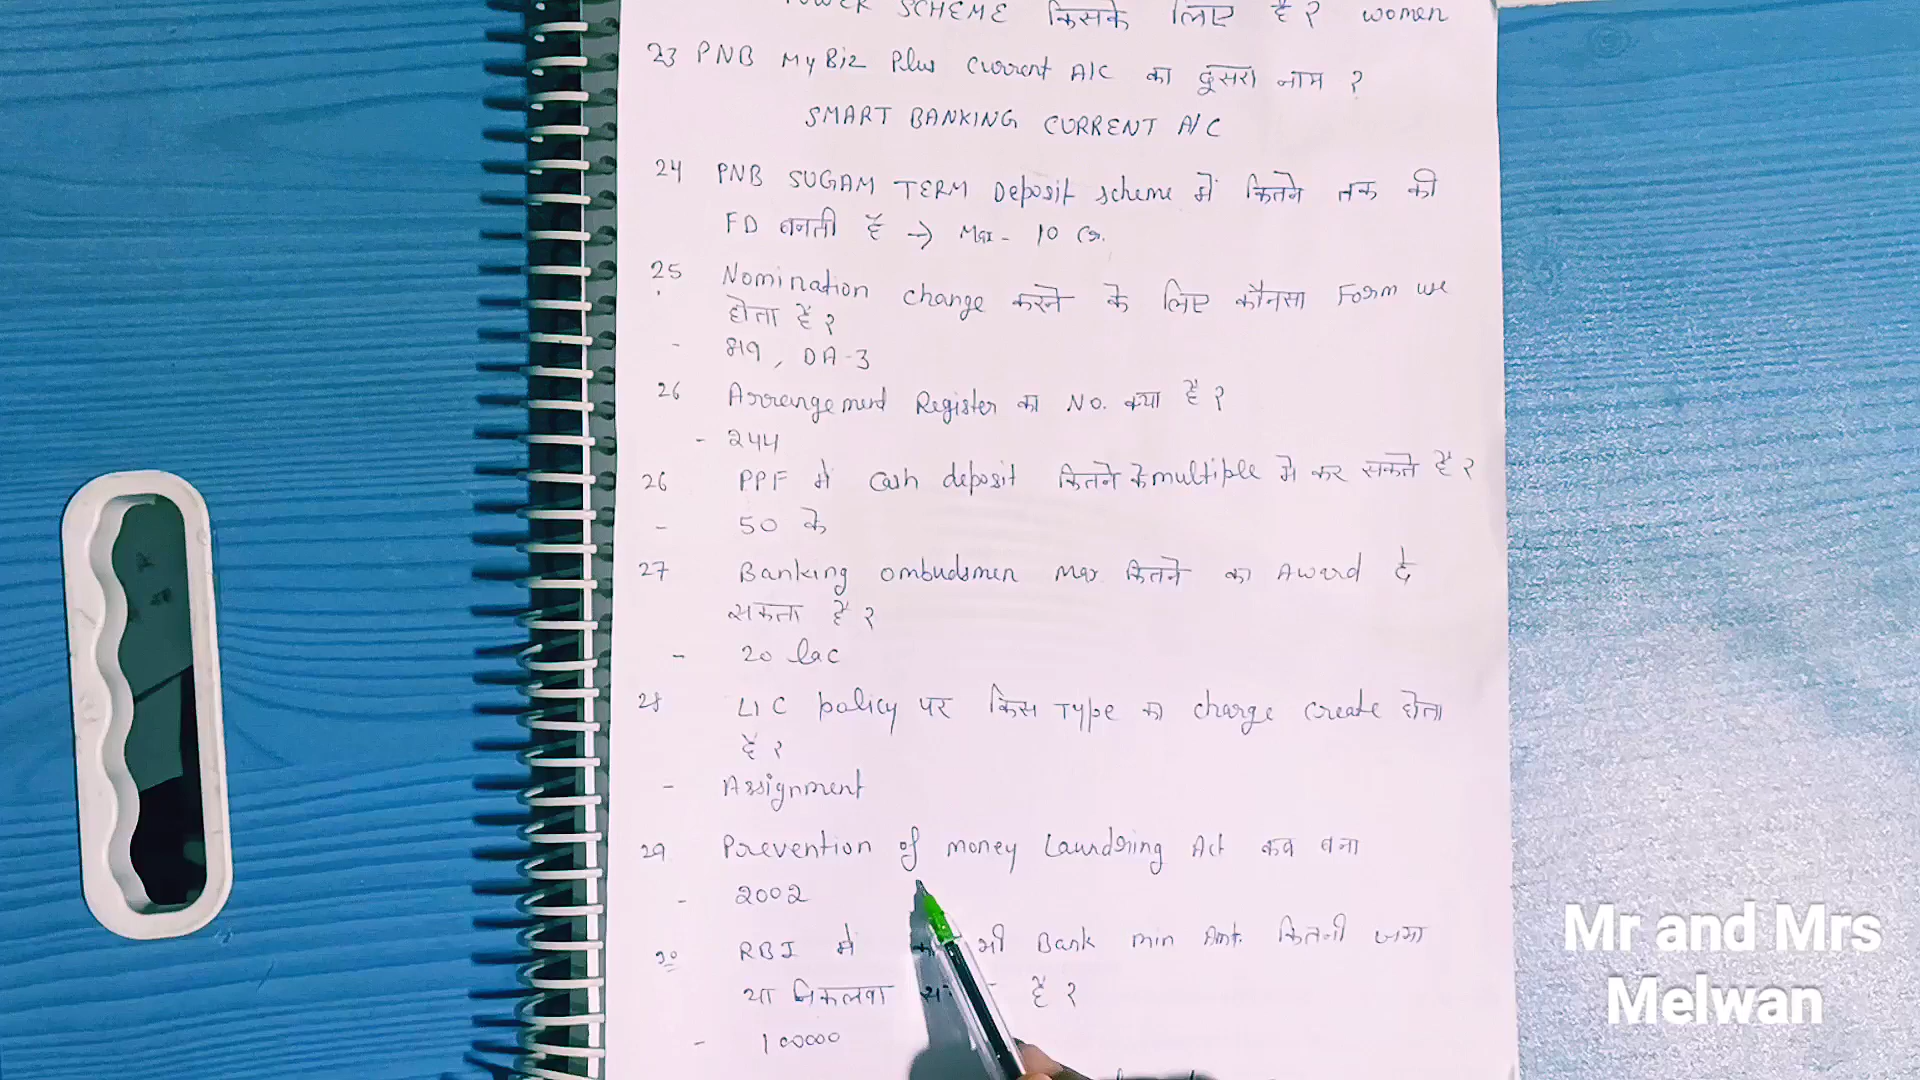 SCHEME किसके लिए है ? women
23 PNB My Biz Plus Current A/C का दुसरा नाम ?
SMART BANKING CURRENT A/C
24 PNB SUGAM TERM Deposit scheme में कितने तक की
FD बनती है → Max - 10 Cr.
25 Nomination change करने के लिए कौनसा Form use
होता है ?
- 819, DA-3
26 Arrangement Register का No. क्या है ?
- 244
26 PPF मे Cash deposit कितने के multiple मे कर सकते है ?
- 50 के
27 Banking ombudsmen Max कितने का Award दे
सकता है ?
- 20 lac
28 LIC policy पर किस Type का charge create होता
है ?
- Assignment
29 Prevention of money Laundring Act कब बना
- 2002
30 RBI मे भी Bank min Amt. कितनी जमा
या निकलवा है ?
- 100000
Mr and Mrs
Melwan